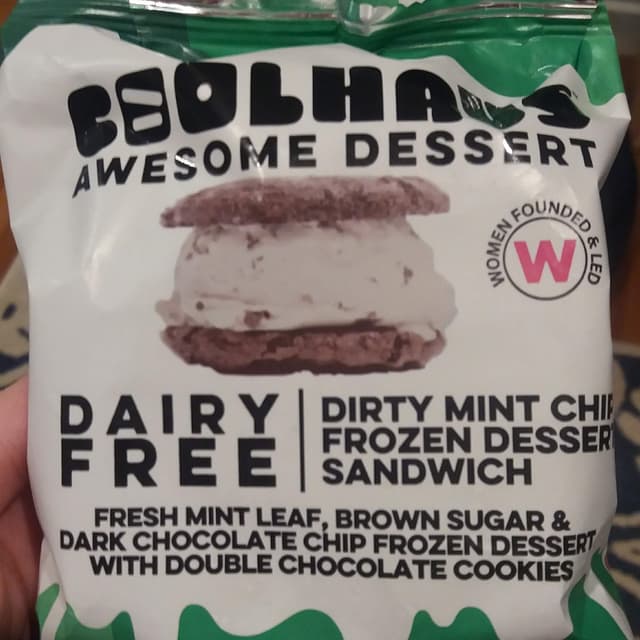 COOLHAUS
AWESOME DESSERT
WOMEN FOUNDED & LED
W
DAIRY
FREE
DIRTY MINT CHIP
FROZEN DESSERT
SANDWICH
FRESH MINT LEAF, BROWN SUGAR &
DARK CHOCOLATE CHIP FROZEN DESSERT
WITH DOUBLE CHOCOLATE COOKIES